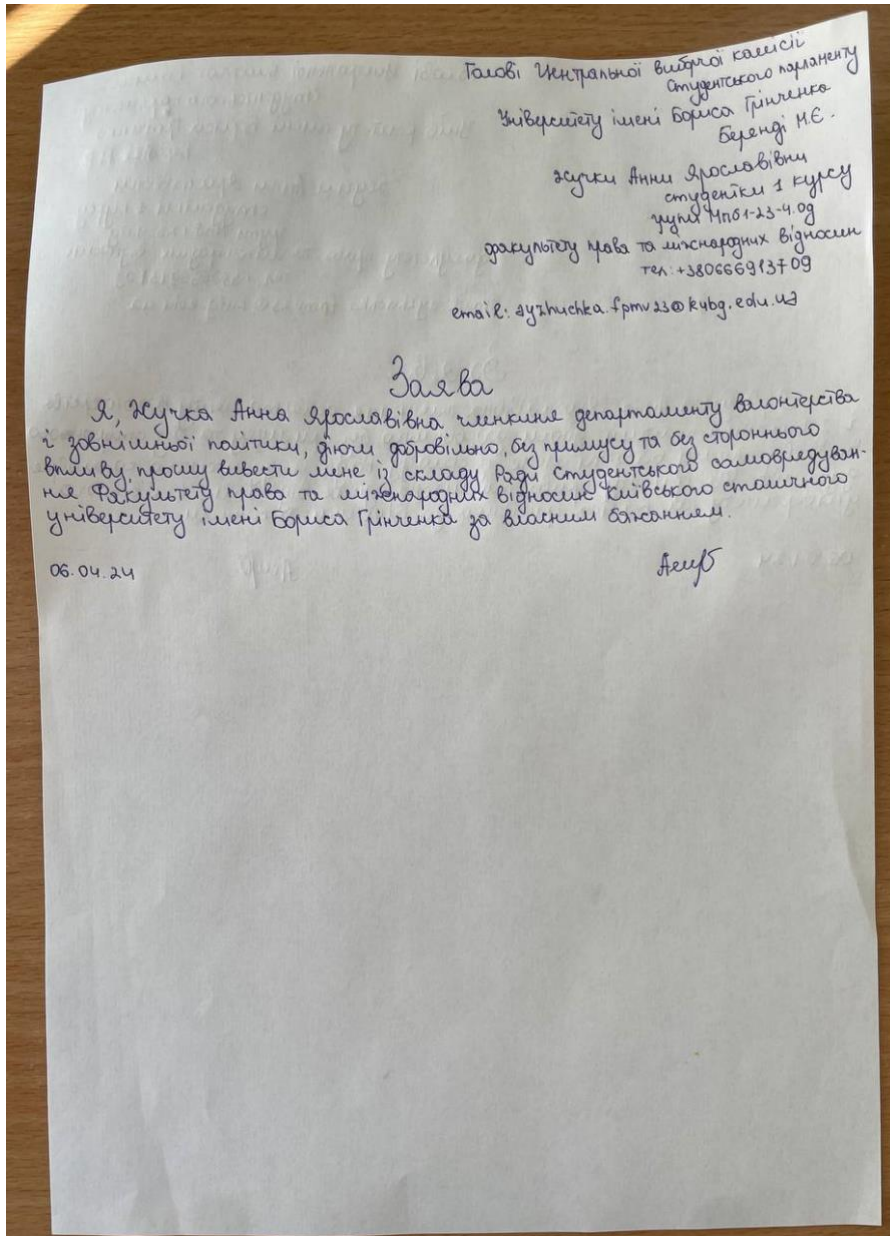 Голові Центральної виборчої комісії
Студентського парламенту
Університету імені Бориса Грінченка
Беренді М.Є.
Жучки Анни Ярославівни
студентки 1 курсу
групи Мпб1-23-4.0д
факультету права та міжнародних відносин
тел: +380666913709
email: ayzhuchka.fpmv23@kubg.edu.ua
Заява
Я, Жучка Анна Ярославівна членкиня департаменту волонтерства
і зовнішньої політики, діючи добровільно, без примусу та без стороннього
впливу, прошу вивести мене із складу Ради Студентського самоврядуван-
ня Факультету права та міжнародних відносин Київського столичного
університету імені Бориса Грінченка за власним бажанням.
06.04.24